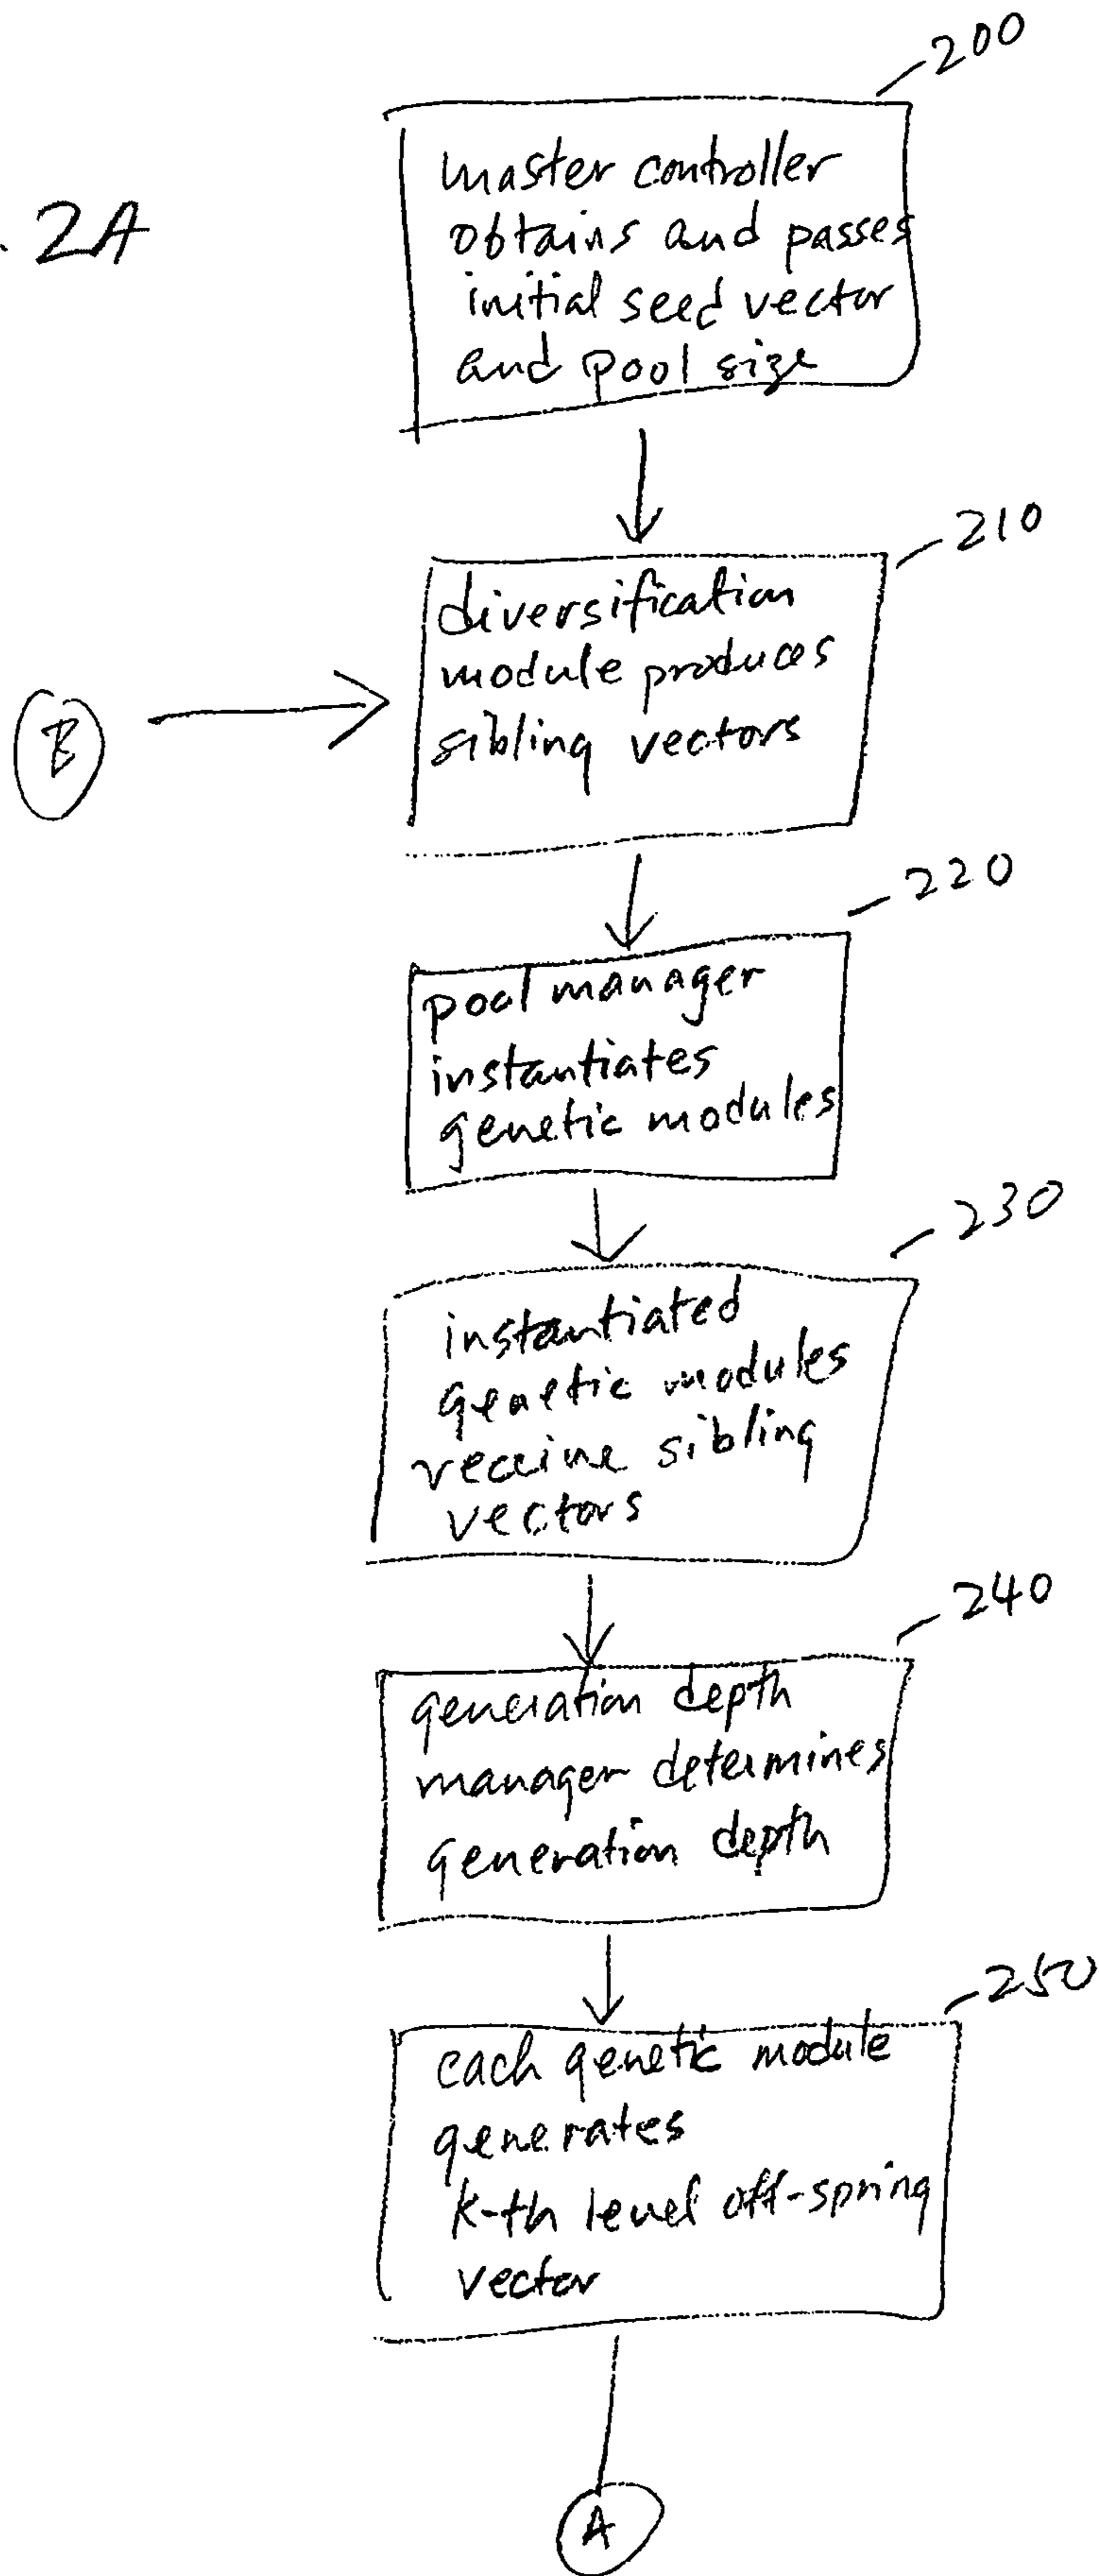 200
. 2A
master controller
obtains and passes
initial seed vector
and pool size
210
diversification
module produces
sibling vectors
B
220
pool manager
instantiates
genetic modules
230
instantiated
genetic modules
receive sibling
vectors
240
generation depth
manager determines
generation depth
250
each genetic module
generates
k-th level off-spring
vector
A